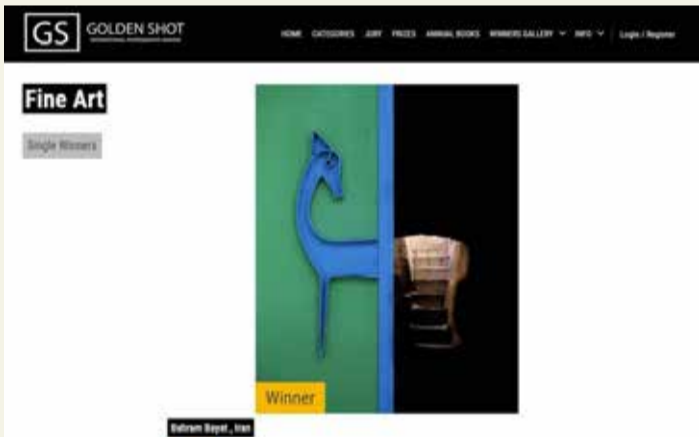 GS GOLDEN SHOT
HOME CATEGORIES JURY PRIZES ANNUAL BOOKS WINNERS GALLERY INFO Login / Register
Fine Art
Single Winners
Winner
Bahram Bayat., Iran